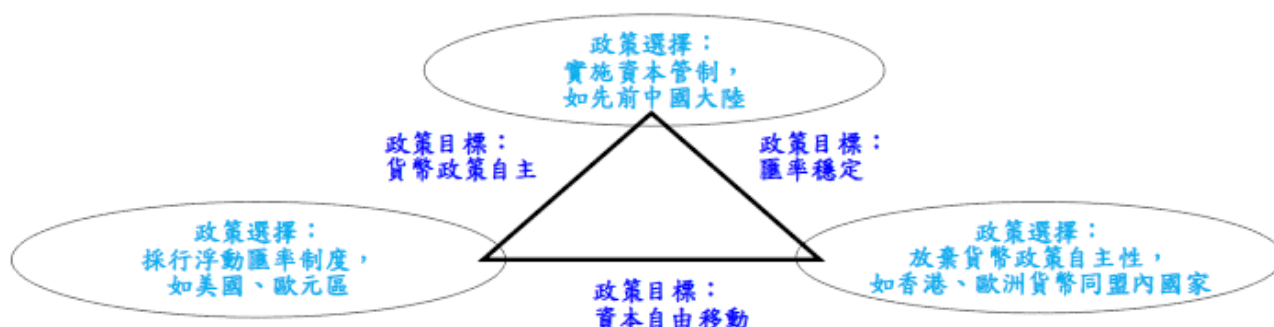 政策選擇：
實施資本管制，
如先前中國大陸
政策目標：
貨幣政策自主
政策目標：
匯率穩定
政策選擇：
採行浮動匯率制度，
如美國、歐元區
政策選擇：
放棄貨幣政策自主性，
如香港、歐洲貨幣同盟內國家
政策目標：
資本自由移動